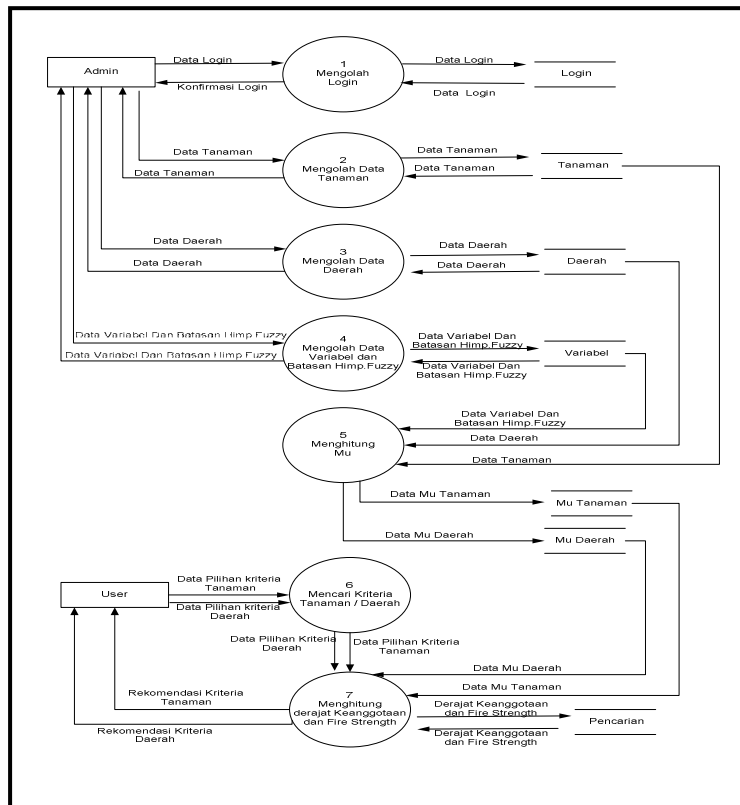 Admin
Data Login
Konfirmasi Login
1
Mengolah
Login
Data Login
Data Login
Login
Data Tanaman
Data Tanaman
2
Mengolah Data
Tanaman
Data Tanaman
Data Tanaman
Tanaman
Data Daerah
Data Daerah
3
Mengolah Data
Daerah
Data Daerah
Data Daerah
Daerah
Data Variabel Dan Batasan Himp.Fuzzy
Data Variabel Dan Batasan Himp.Fuzzy
4
Mengolah Data
Variabel dan
Batasan Himp.Fuzzy
Data Variabel Dan
Batasan Himp.Fuzzy
Data Variabel Dan
Batasan Himp.Fuzzy
Variabel
5
Menghitung
Mu
Data Variabel Dan
Batasan Himp.Fuzzy
Data Daerah
Data Tanaman
Data Mu Tanaman
Mu Tanaman
Data Mu Daerah
Mu Daerah
User
Data Pilihan kriteria
Tanaman
Data Pilihan kriteria
Daerah
6
Mencari Kriteria
Tanaman / Daerah
Data Pilihan Kriteria
Daerah
Data Pilihan Kriteria
Tanaman
Data Mu Daerah
Data Mu Tanaman
7
Menghitung
derajat Keanggotaan
dan Fire Strength
Rekomendasi Kriteria
Tanaman
Rekomendasi Kriteria
Daerah
Derajat Keanggotaan
dan Fire Strength
Derajat Keanggotaan
dan Fire Strength
Pencarian